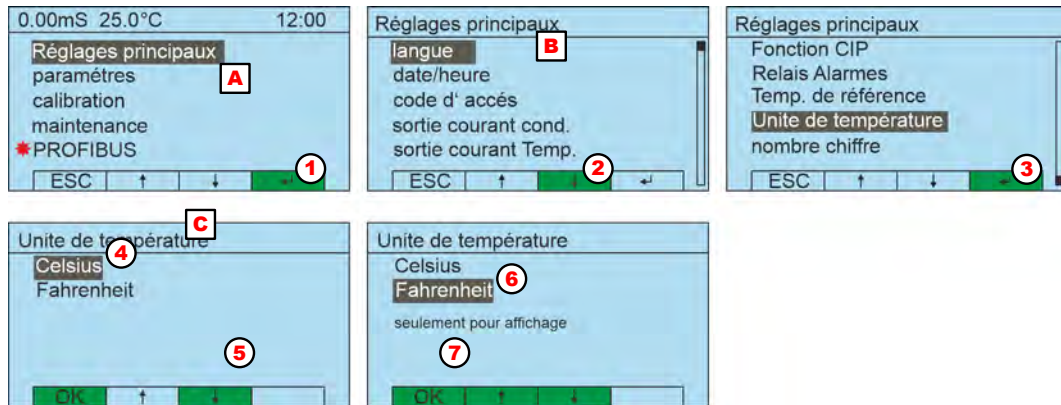 0.00mS 25.0°C 12:00
Réglages principaux
A
paramétres
calibration
maintenance
PROFIBUS
1
ESC ↑ ↓ ↵
Réglages principaux
langue
B
date/heure
code d' accés
sortie courant cond.
sortie courant Temp.
2
ESC ↑ ↓ ↵
Réglages principaux
Fonction CIP
Relais Alarmes
Temp. de référence
Unite de température
nombre chiffre
3
ESC ↑ ↓ ↵
C
Unite de température
4
Celsius
Fahrenheit
5
OK ↑ ↓
Unite de température
Celsius
6
Fahrenheit
seulement pour affichage
7
OK ↑ ↓